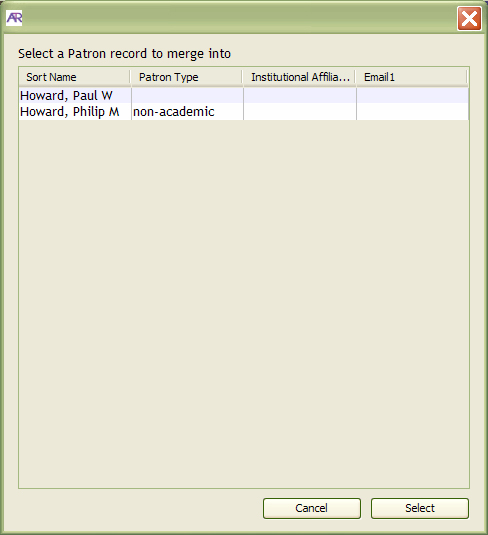 AR
Select a Patron record to merge into
Sort Name Patron Type Institutional Affilia... Email1
Howard, Paul W
Howard, Philip M non-academic
Cancel Select